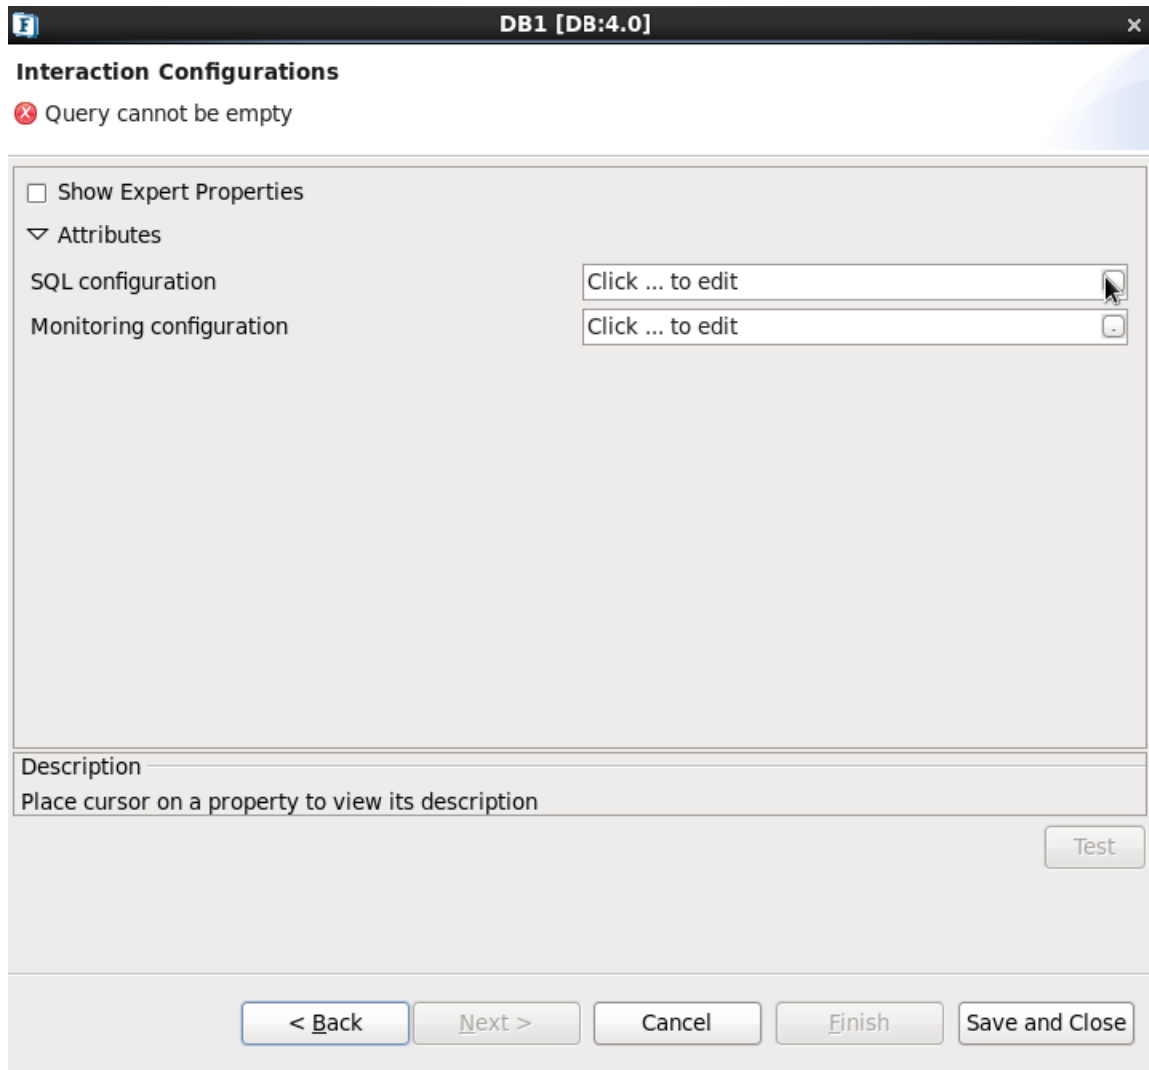 DB1 [DB:4.0]
Interaction Configurations
Query cannot be empty
Show Expert Properties
Attributes
SQL configuration
Click ... to edit
Monitoring configuration
Click ... to edit
Description
Place cursor on a property to view its description
Test
< Back
Next >
Cancel
Finish
Save and Close